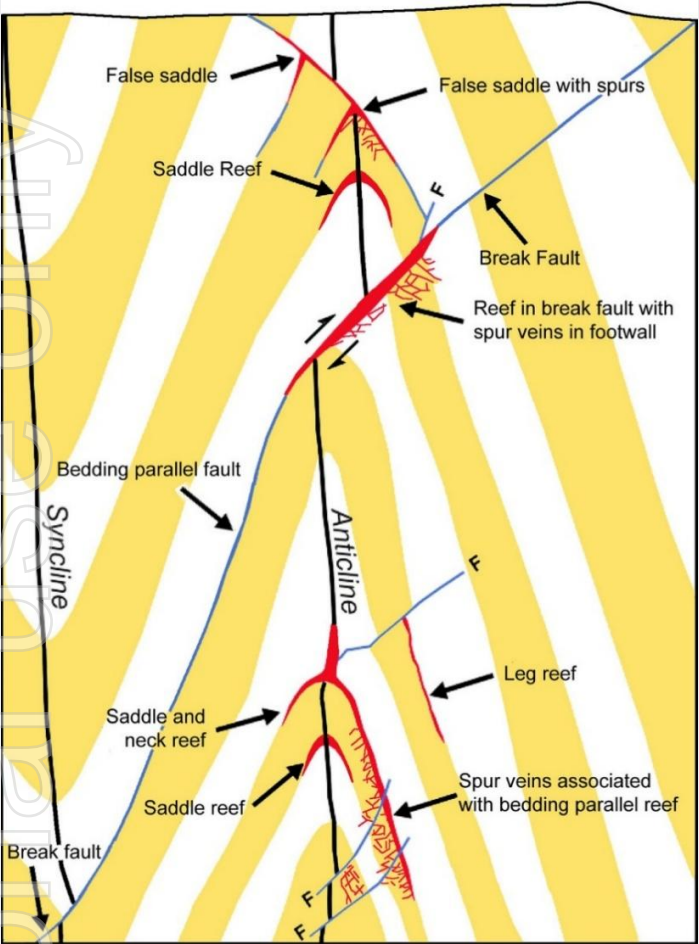 False saddle
False saddle with spurs
Saddle Reef
F
Break Fault
Reef in break fault with
spur veins in footwall
Bedding parallel fault
Syncline
Anticline
F
Leg reef
Saddle and
neck reef
Saddle reef
Spur veins associated
with bedding parallel reef
Break fault
F
F
use only